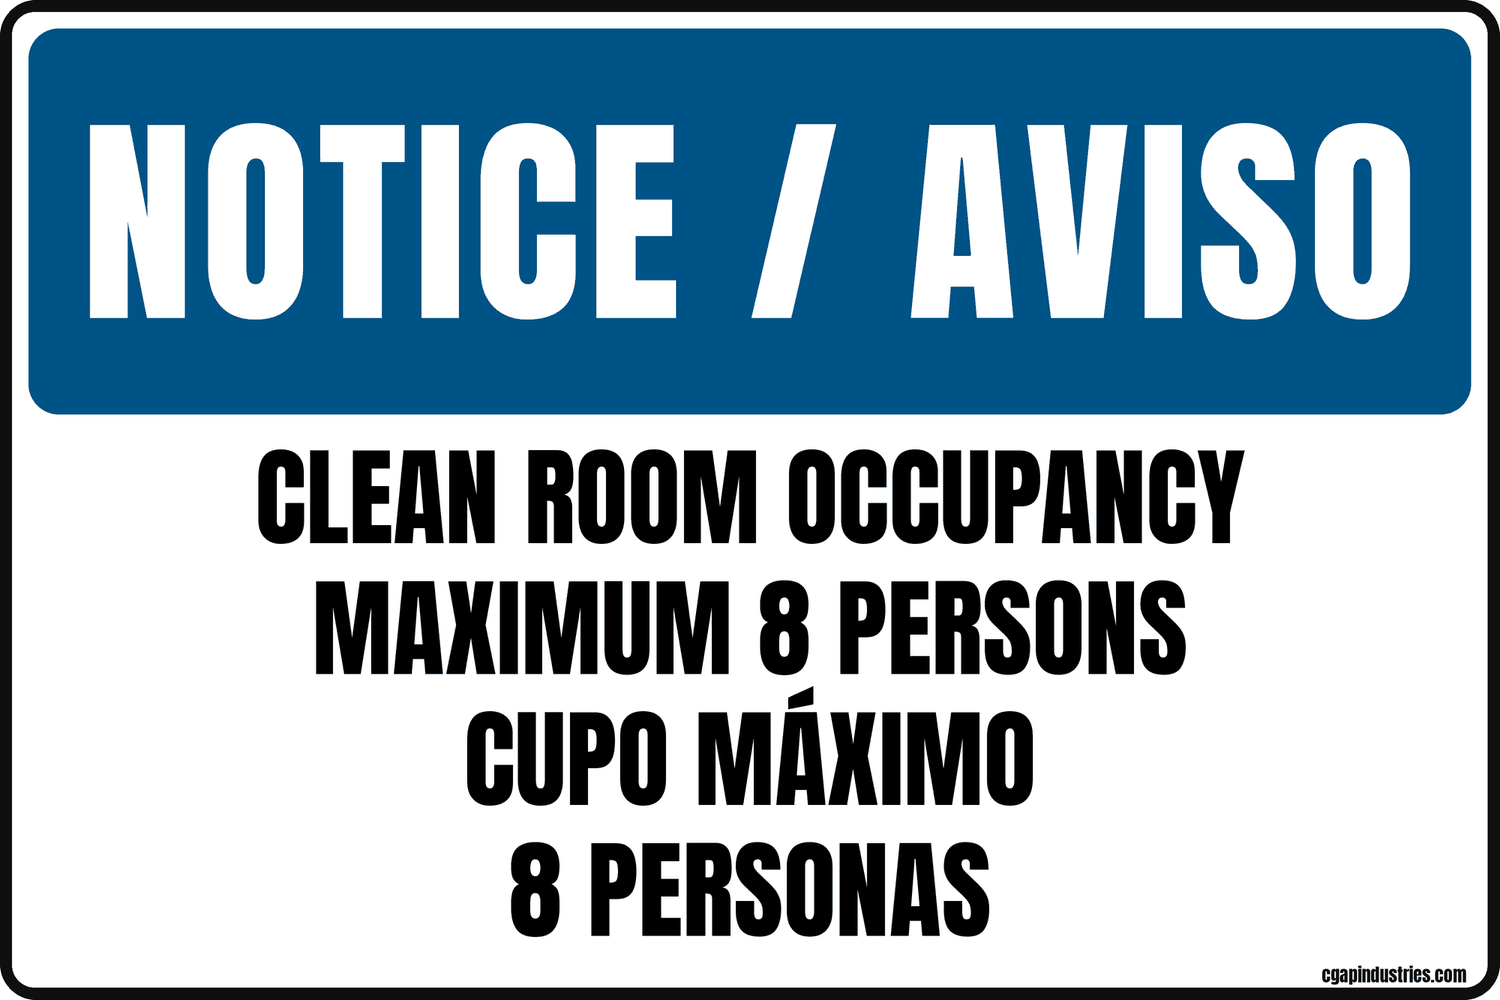 NOTICE / AVISO
CLEAN ROOM OCCUPANCY
MAXIMUM 8 PERSONS
CUPO MÁXIMO
8 PERSONAS
cgapindustries.com